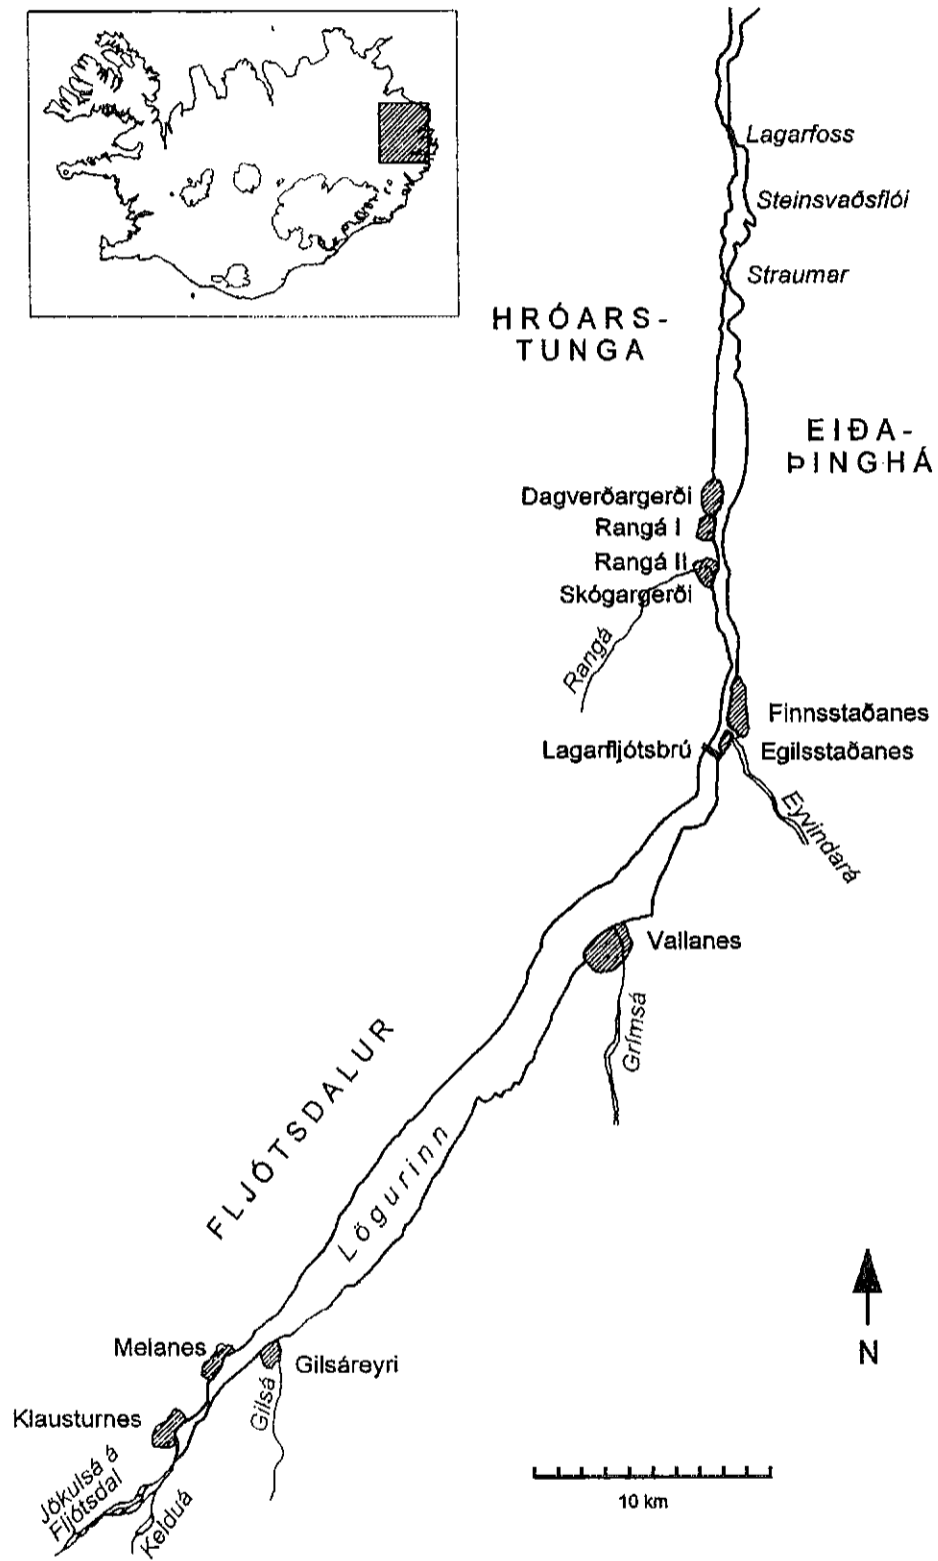 Lagarfoss
Steinsvaðsflói
Straumar
HRÓARS-
TUNGA
EIÐA-
ÞINGHÁ
Dagverðargerði
Rangá I
Rangá II
Skógargerði
Rangá
Finnsstaðanes
Lagarfljótsbrú
Egilsstaðanes
Eyvindará
Vallanes
Grímsá
FLJÓTSDALUR
Lögurinn
Melanes
Gilsáreyri
Gilsá
Klausturnes
Jökulsá á
Fljótsdal
Kelduá
N
10 km